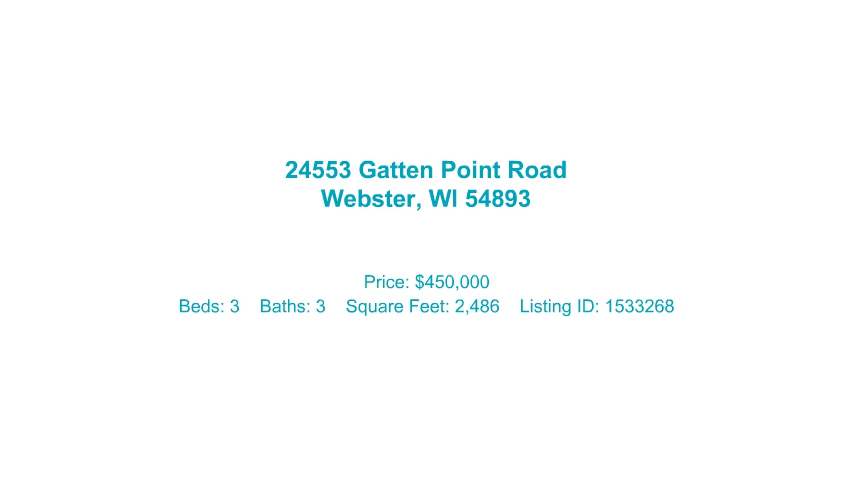 24553 Gatten Point Road
Webster, WI 54893
Price: $450,000
Beds: 3    Baths: 3    Square Feet: 2,486    Listing ID: 1533268